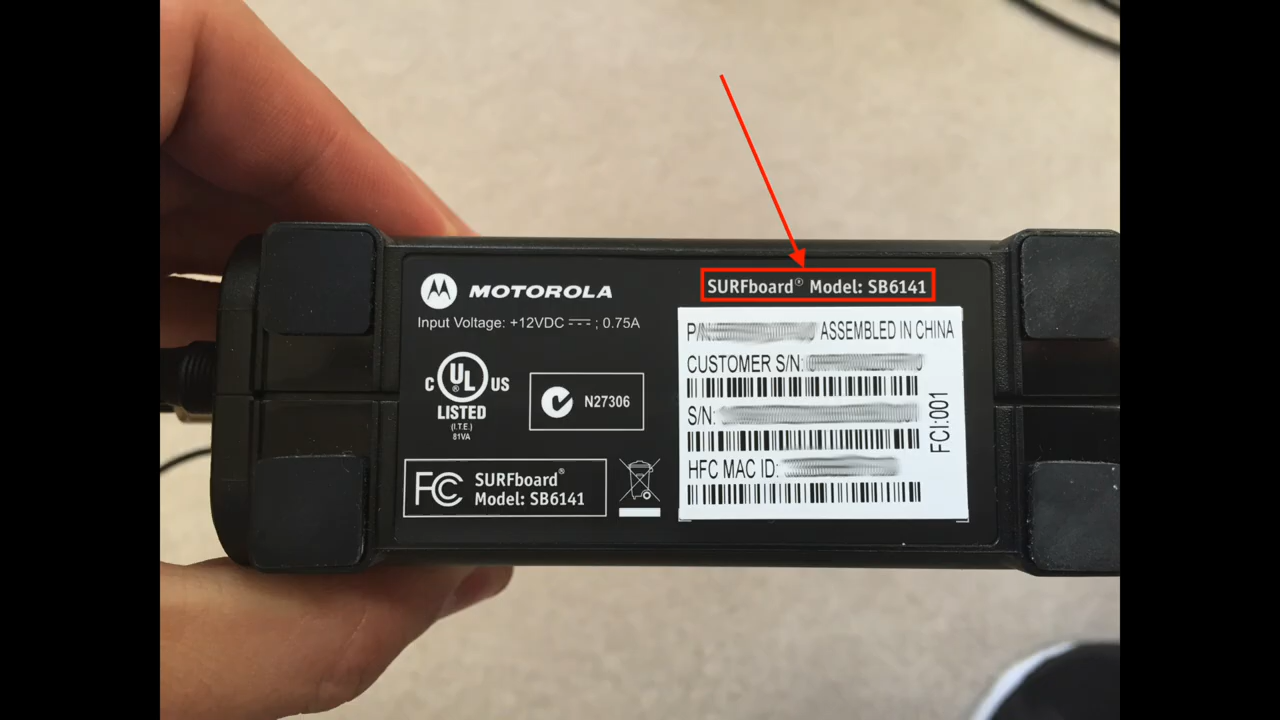 MOTOROLA
Input Voltage: +12VDC ⎓ ; 0.75A
C UL® US
LISTED
(I.T.E.)
81VA
N27306
FC SURFboard®
Model: SB6141
SURFboard® Model: SB6141
P/N: ASSEMBLED IN CHINA
CUSTOMER S/N:
S/N:
HFC MAC ID:
FCI:001